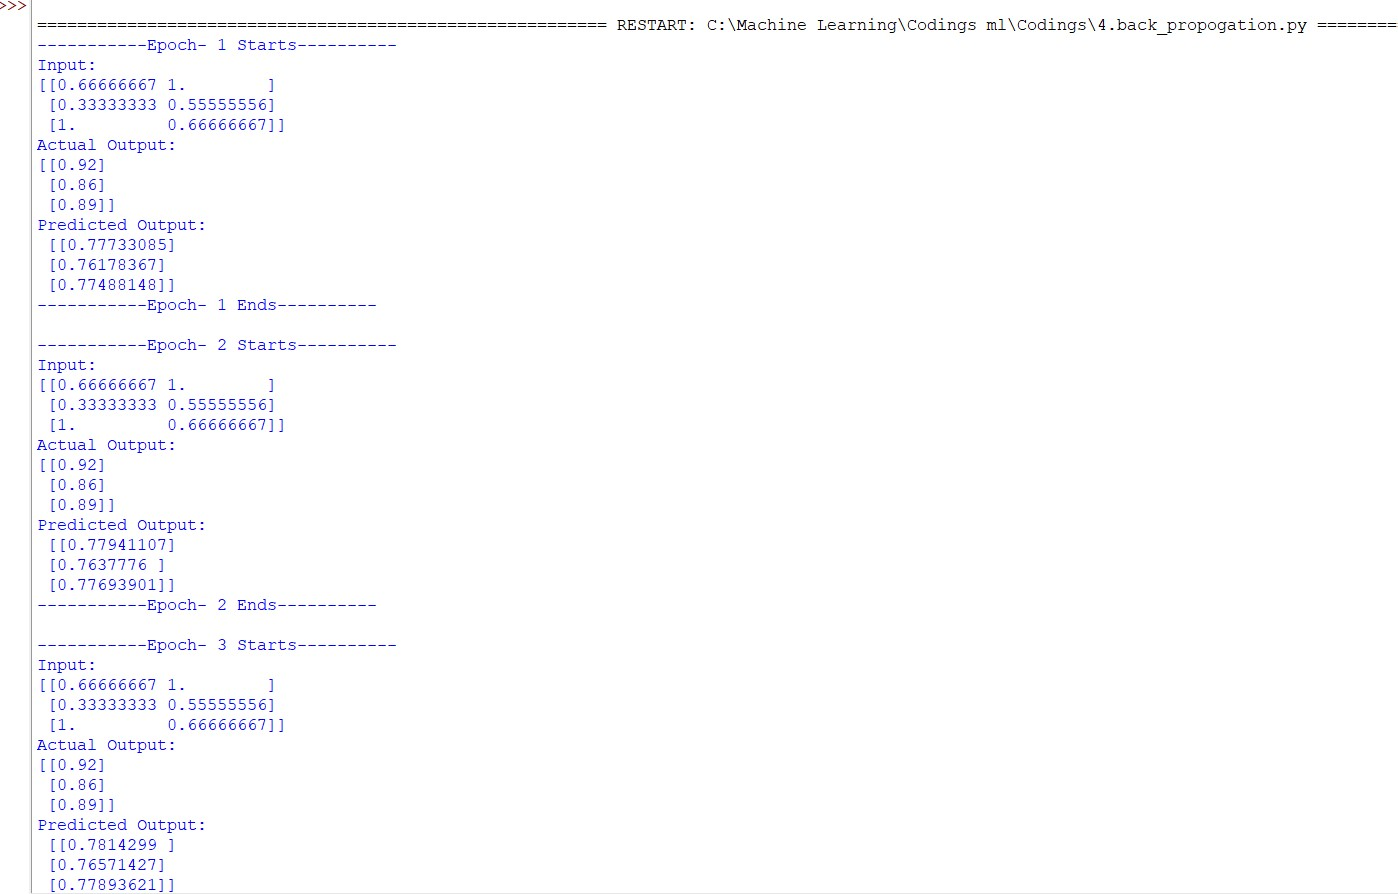 >>>
========================================================= RESTART: C:\Machine Learning\Codings ml\Codings\4.back_propogation.py ========
-----------Epoch- 1 Starts----------
Input:
[[0.66666667 1.        ]
 [0.33333333 0.55555556]
 [1.         0.66666667]]
Actual Output:
[[0.92]
 [0.86]
 [0.89]]
Predicted Output:
 [[0.77733085]
 [0.76178367]
 [0.77488148]]
-----------Epoch- 1 Ends----------

-----------Epoch- 2 Starts----------
Input:
[[0.66666667 1.        ]
 [0.33333333 0.55555556]
 [1.         0.66666667]]
Actual Output:
[[0.92]
 [0.86]
 [0.89]]
Predicted Output:
 [[0.77941107]
 [0.7637776 ]
 [0.77693901]]
-----------Epoch- 2 Ends----------

-----------Epoch- 3 Starts----------
Input:
[[0.66666667 1.        ]
 [0.33333333 0.55555556]
 [1.         0.66666667]]
Actual Output:
[[0.92]
 [0.86]
 [0.89]]
Predicted Output:
 [[0.7814299 ]
 [0.76571427]
 [0.77893621]]